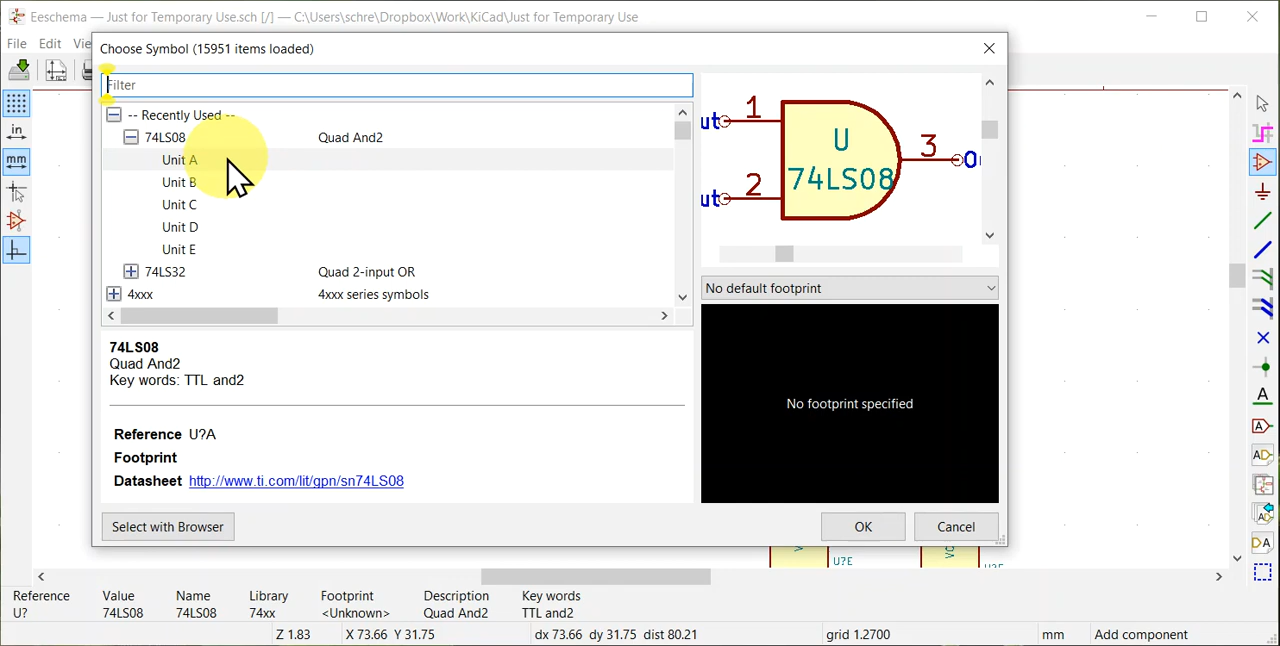 Eeschema — Just for Temporary Use.sch [/] — C:\Users\schre\Dropbox\Work\KiCad\Just for Temporary Use
File Edit Vie
Choose Symbol (15951 items loaded)
Filter
-- Recently Used --
74LS08 Quad And2
Unit A
Unit B
Unit C
Unit D
Unit E
74LS32 Quad 2-input OR
4xxx 4xxx series symbols
ut 1
U
74LS08
3
ut 2
No default footprint
74LS08
Quad And2
Key words: TTL and2
Reference U?A
Footprint
Datasheet http://www.ti.com/lit/gpn/sn74LS08
No footprint specified
Select with Browser
OK Cancel
in
mm
A
A
A
A
A
U?E
Reference Value Name Library Footprint Description Key words
U? 74LS08 74LS08 74xx <Unknown> Quad And2 TTL and2
Z 1.83 X 73.66 Y 31.75 dx 73.66 dy 31.75 dist 80.21 grid 1.2700 mm Add component